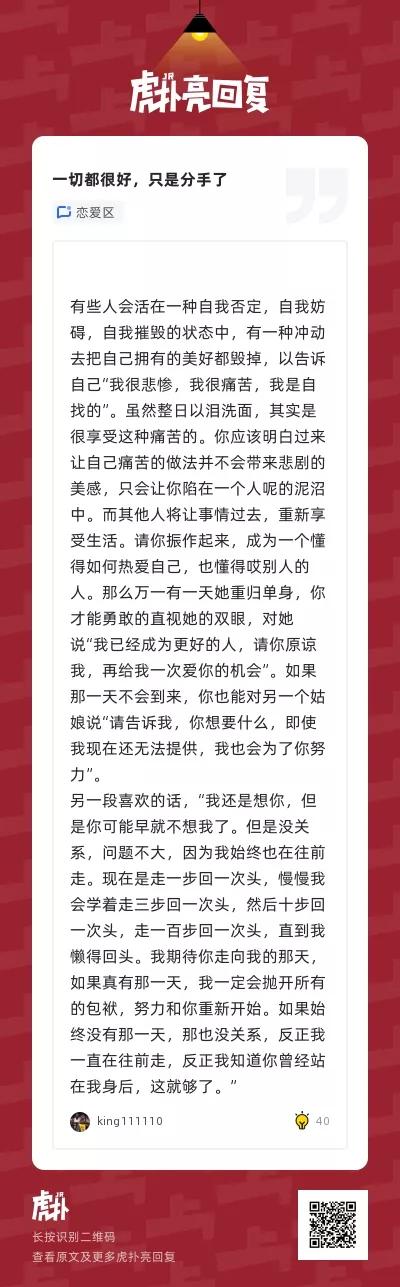 JR
虎扑亮回复
一切都很好，只是分手了
恋爱区
有些人会活在一种自我否定，自我妨
碍，自我摧毁的状态中，有一种冲动
去把自己拥有的美好都毁掉，以告诉
自己“我很悲惨，我很痛苦，我是自
找的”。虽然整日以泪洗面，其实是
很享受这种痛苦的。你应该明白过来
让自己痛苦的做法并不会带来悲剧的
美感，只会让你陷在一个人呢的泥沼
中。而其他人将让事情过去，重新享
受生活。请你振作起来，成为一个懂
得如何热爱自己，也懂得哎别人的
人。那么万一有一天她重归单身，你
才能勇敢的直视她的双眼，对她
说“我已经成为更好的人，请你原谅
我，再给我一次爱你的机会”。如果
那一天不会到来，你也能对另一个姑
娘说“请告诉我，你想要什么，即使
我现在还无法提供，我也会为了你努
力”。
另一段喜欢的话，“我还是想你，但
是你可能早就不想我了。但是没关
系，问题不大，因为我始终也在往前
走。现在是走一步回一次头，慢慢我
会学着走三步回一次头，然后十步回
一次头，走一百步回一次头，直到我
懒得回头。我期待你走向我的那天，
如果真有那一天，我一定会抛开所有
的包袱，努力和你重新开始。如果始
终没有那一天，那也没关系，反正我
一直在往前走，反正我知道你曾经站
在我身后，这就够了。”
king111110
40
JR
虎扑
长按识别二维码
查看原文及更多虎扑亮回复